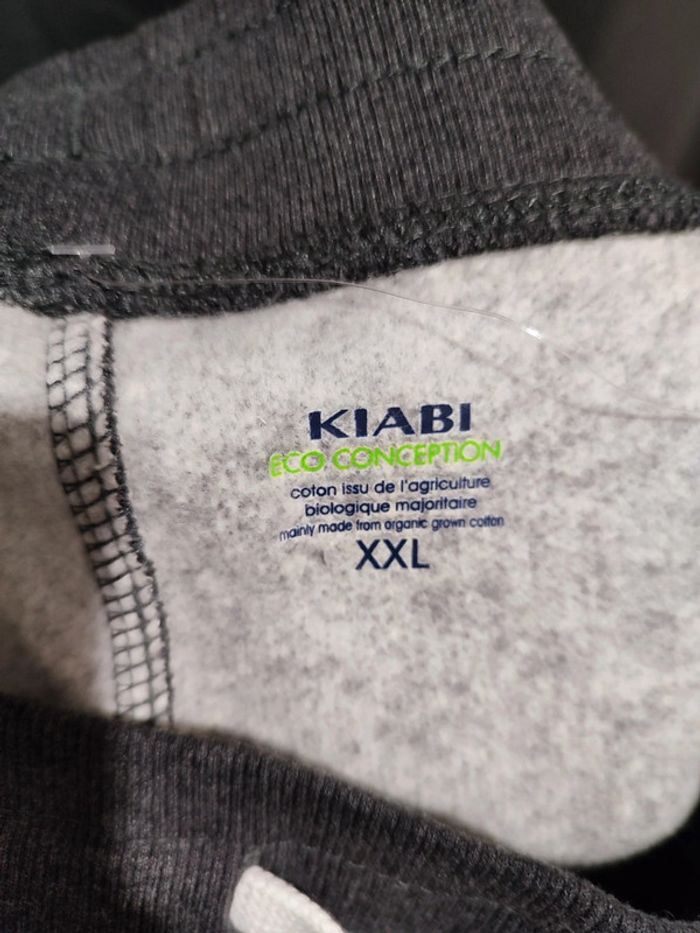 KIABI
ECO CONCEPTION
coton issu de l'agriculture
biologique majoritaire
mainly made from organic grown cotton
XXL